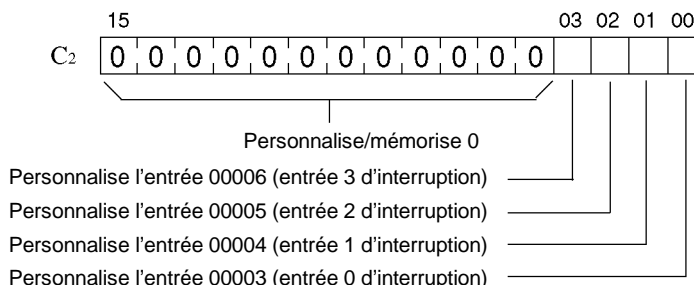 15 03 02 01 00
C2 0 0 0 0 0 0 0 0 0 0 0 0
Personnalise/mémorise 0
Personnalise l'entrée 00006 (entrée 3 d'interruption)
Personnalise l'entrée 00005 (entrée 2 d'interruption)
Personnalise l'entrée 00004 (entrée 1 d'interruption)
Personnalise l'entrée 00003 (entrée 0 d'interruption)